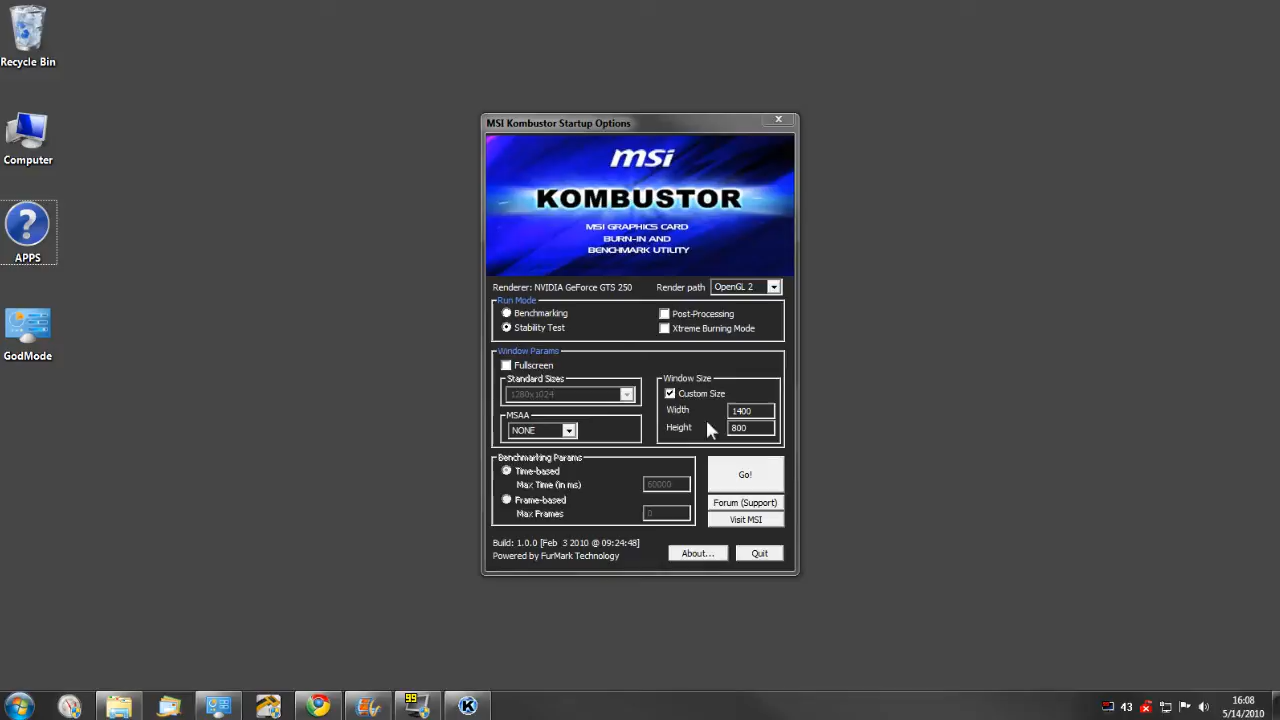 Recycle Bin
Computer
?
APPS
GodMode
MSI Kombustor Startup Options
msi
KOMBUSTOR
MSI GRAPHICS CARD
BURN-IN AND
BENCHMARK UTILITY
Renderer: NVIDIA GeForce GTS 250
Render path
OpenGL 2
Run Mode
Benchmarking
Post-Processing
Stability Test
Xtreme Burning Mode
Window Params
Fullscreen
Standard Sizes
1280x1024
MSAA
NONE
Window Size
Custom Size
Width
1400
Height
800
Benchmarking Params
Time-based
Max Time (in ms)
60000
Frame-based
Max Frames
0
Go!
Forum (Support)
Visit MSI
Build: 1.0.0 [Feb 3 2010 @ 09:24:48]
Powered by FurMark Technology
About...
Quit
99
K
43
16:08
5/14/2010